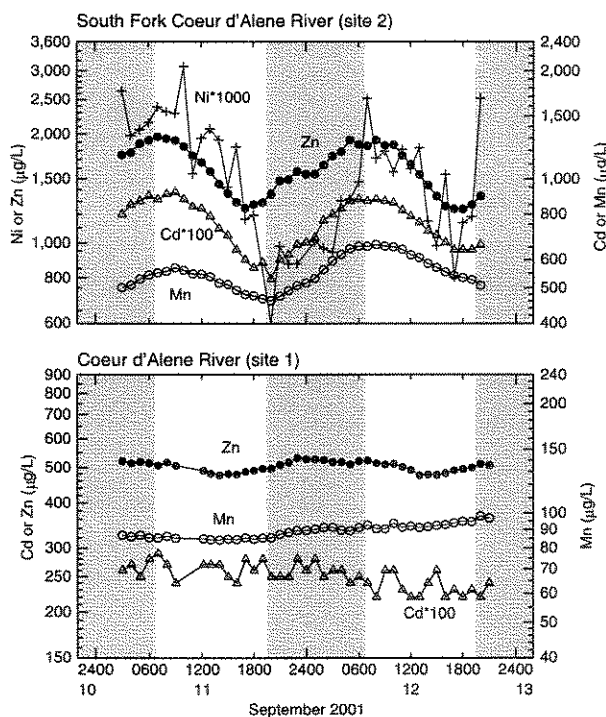 South Fork Coeur d'Alene River (site 2)
3,600
3,000
2,500
2,000
1,500
1,000
800
600
Ni or Zn (µg/L)
2,400
2,000
1,500
1,000
800
600
500
400
Cd or Mn (µg/L)
Ni*1000
Zn
Cd*100
Mn
Coeur d'Alene River (site 1)
900
700
600
500
400
300
250
200
150
Cd or Zn (µg/L)
240
200
150
100
90
80
70
60
50
40
Mn (µg/L)
Zn
Mn
Cd*100
2400 0600 1200 1800 2400 0600 1200 1800 2400
10 11 12 13
September 2001